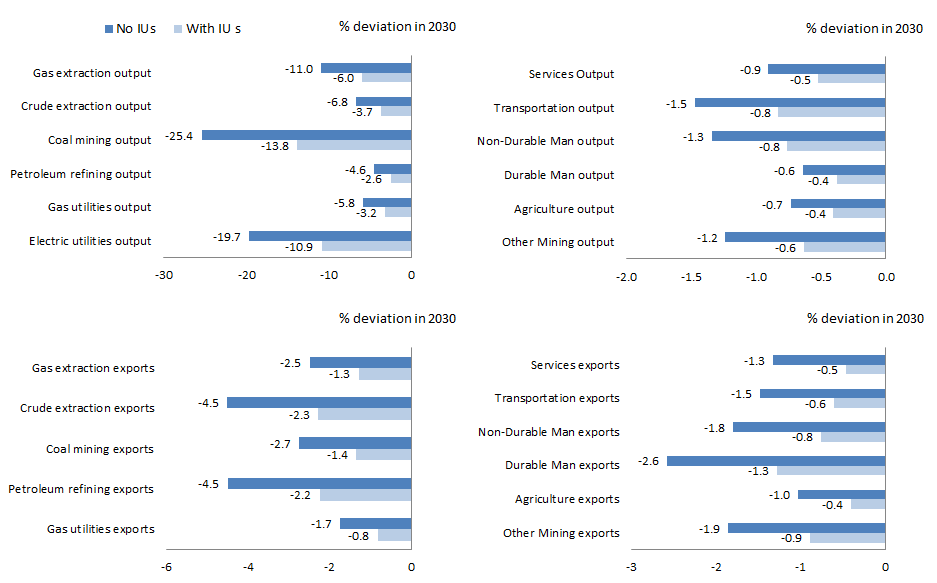 No IUs With IU s % deviation in 2030
Gas extraction output -11.0 -6.0
Crude extraction output -6.8 -3.7
Coal mining output -25.4 -13.8
Petroleum refining output -4.6 -2.6
Gas utilities output -5.8 -3.2
Electric utilities output -19.7 -10.9
-30 -20 -10 0
% deviation in 2030
Services Output -0.9 -0.5
Transportation output -1.5 -0.8
Non-Durable Man output -1.3 -0.8
Durable Man output -0.6 -0.4
Agriculture output -0.7 -0.4
Other Mining output -1.2 -0.6
-2.0 -1.5 -1.0 -0.5 0.0
% deviation in 2030
Gas extraction exports -2.5 -1.3
Crude extraction exports -4.5 -2.3
Coal mining exports -2.7 -1.4
Petroleum refining exports -4.5 -2.2
Gas utilities exports -1.7 -0.8
-6 -4 -2 0
% deviation in 2030
Services exports -1.3 -0.5
Transportation exports -1.5 -0.6
Non-Durable Man exports -1.8 -0.8
Durable Man exports -2.6 -1.3
Agriculture exports -1.0 -0.4
Other Mining exports -1.9 -0.9
-3 -2 -1 0